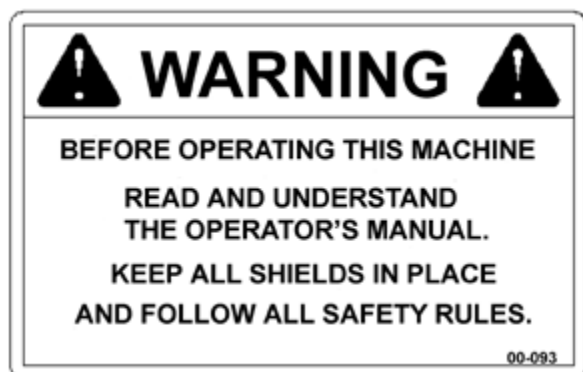 WARNING
BEFORE OPERATING THIS MACHINE
READ AND UNDERSTAND
THE OPERATOR'S MANUAL.
KEEP ALL SHIELDS IN PLACE
AND FOLLOW ALL SAFETY RULES.
00-093